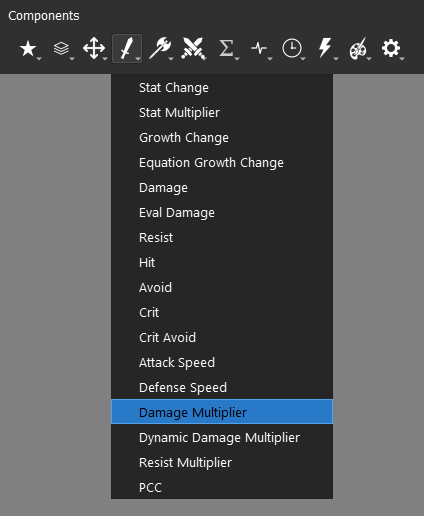 Components
Stat Change
Stat Multiplier
Growth Change
Equation Growth Change
Damage
Eval Damage
Resist
Hit
Avoid
Crit
Crit Avoid
Attack Speed
Defense Speed
Damage Multiplier
Dynamic Damage Multiplier
Resist Multiplier
PCC